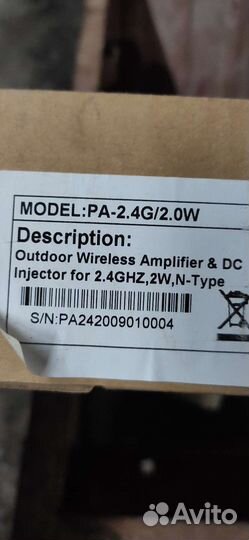 MODEL:PA-2.4G/2.0W
Description:
Outdoor Wireless Amplifier & DC
Injector for 2.4GHZ,2W,N-Type
S/N:PA242009010004
Avito